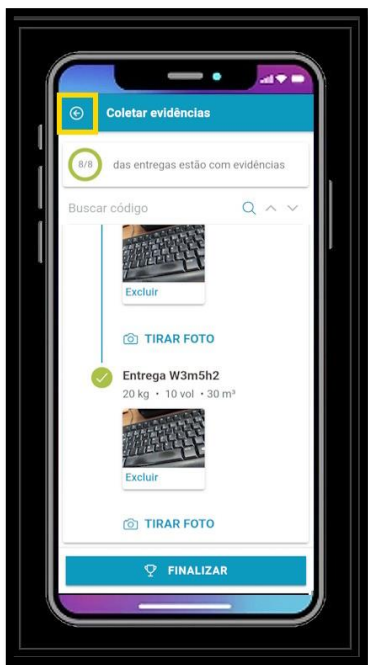 Coletar evidências
8/8 das entregas estão com evidências
Buscar código
Excluir
TIRAR FOTO
Entrega W3m5h2
20 kg • 10 vol • 30 m³
Excluir
TIRAR FOTO
FINALIZAR